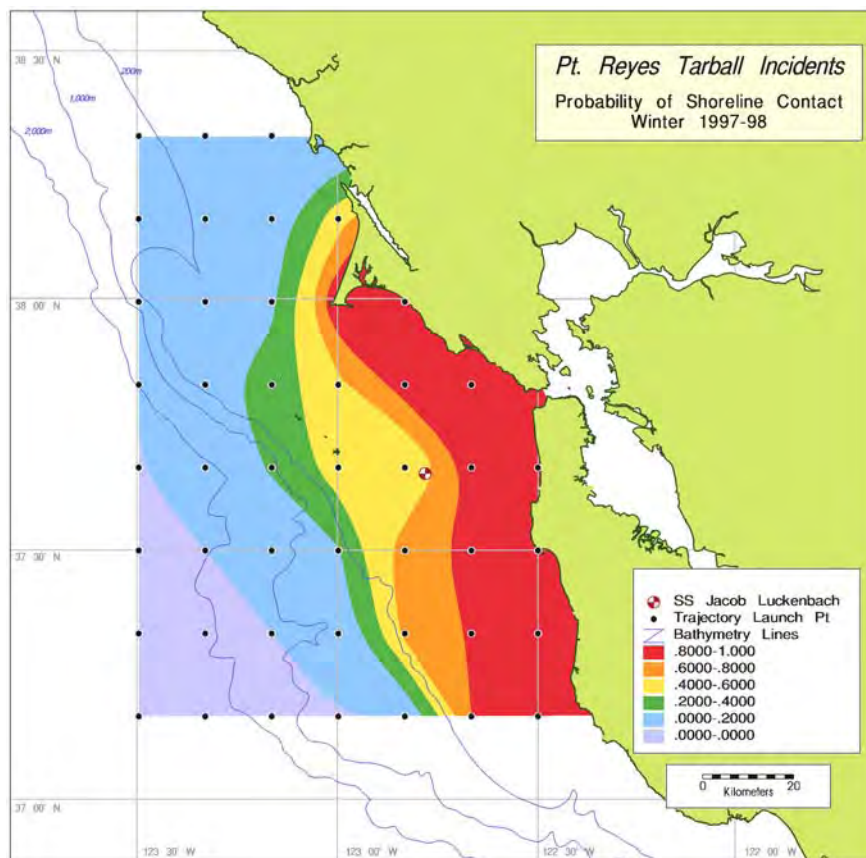 Pt. Reyes Tarball Incidents
Probability of Shoreline Contact
Winter 1997-98
38 30 N
200m
1,000m
2,000m
38 00 N
37 30 N
SS Jacob Luckenbach
Trajectory Launch Pt
Bathymetry Lines
.8000-1.000
.6000-.8000
.4000-.6000
.2000-.4000
.0000-.2000
.0000-.0000
0 20
Kilometers
37 00 N
123 30 W
123 00 W
122 30 W
122 00 W